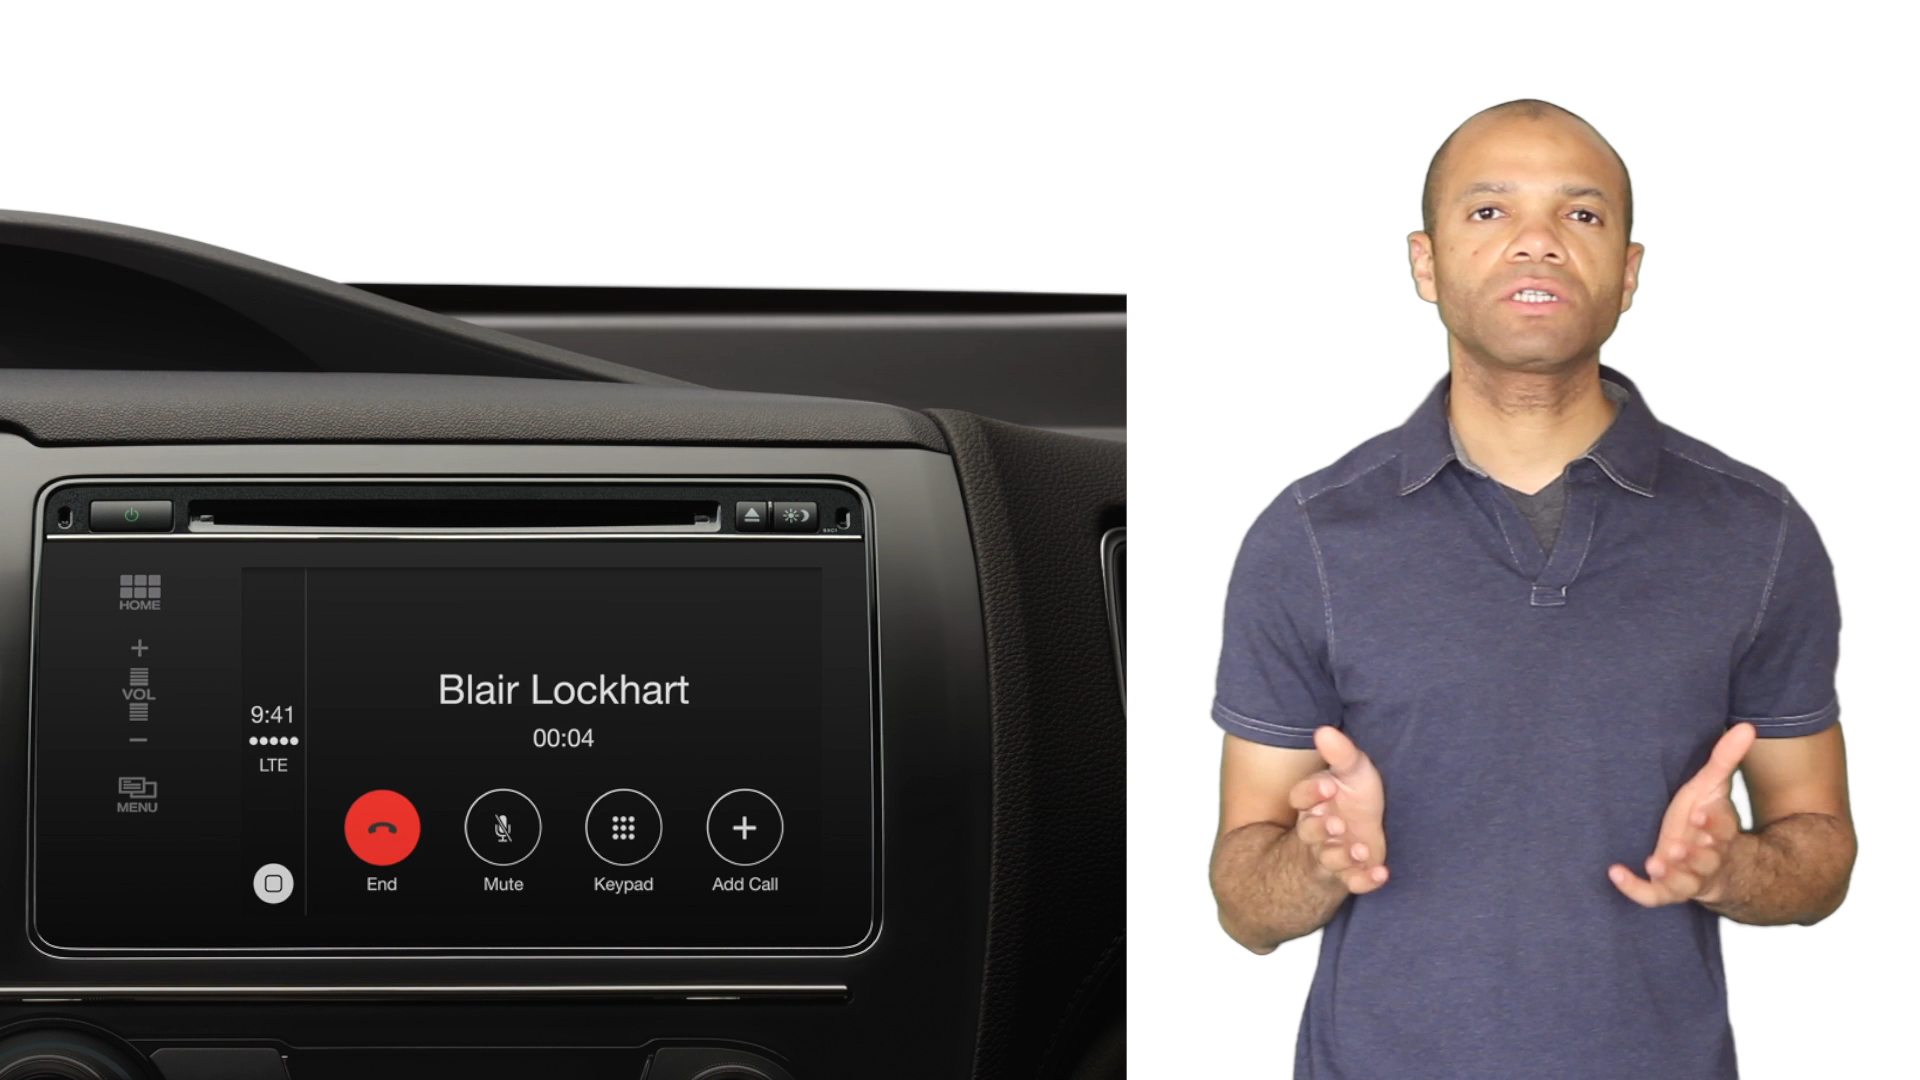 HOME
VOL
MENU
9:41
LTE
Blair Lockhart
00:04
End
Mute
Keypad
Add Call